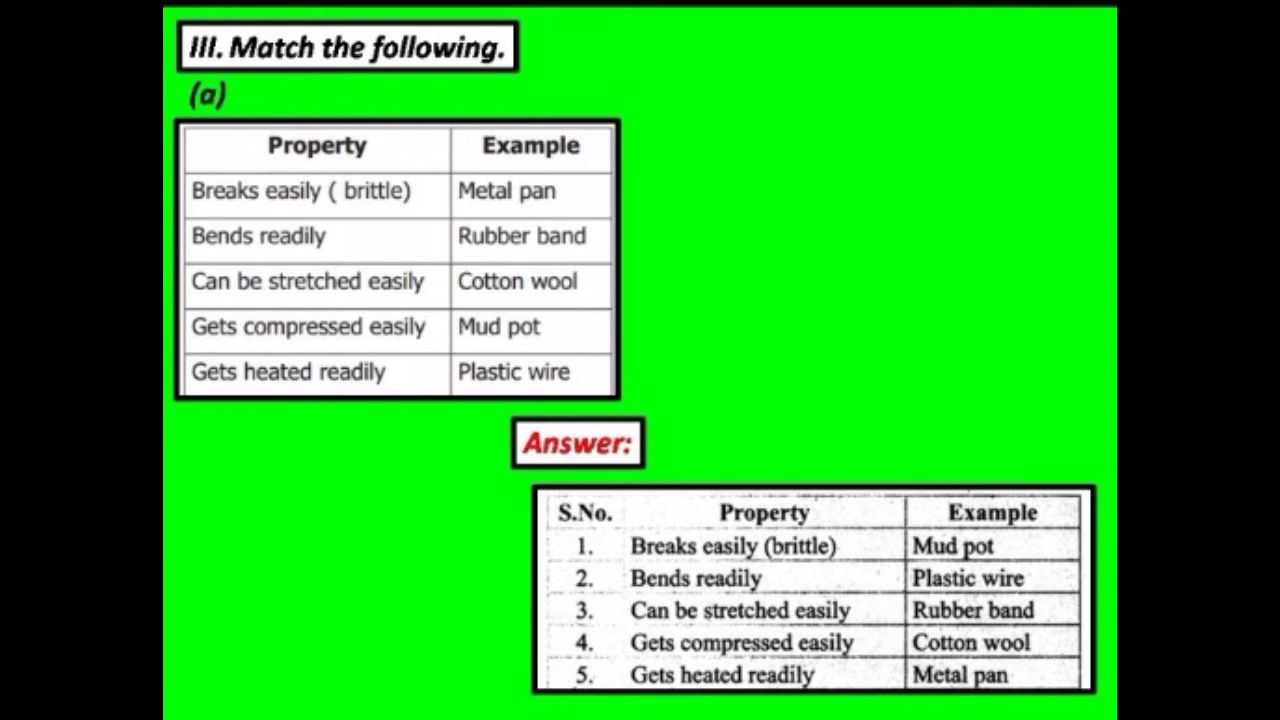 III. Match the following.
(a)
Property Example
Breaks easily ( brittle) Metal pan
Bends readily Rubber band
Can be stretched easily Cotton wool
Gets compressed easily Mud pot
Gets heated readily Plastic wire
Answer:
S.No. Property Example
1. Breaks easily (brittle) Mud pot
2. Bends readily Plastic wire
3. Can be stretched easily Rubber band
4. Gets compressed easily Cotton wool
5. Gets heated readily Metal pan